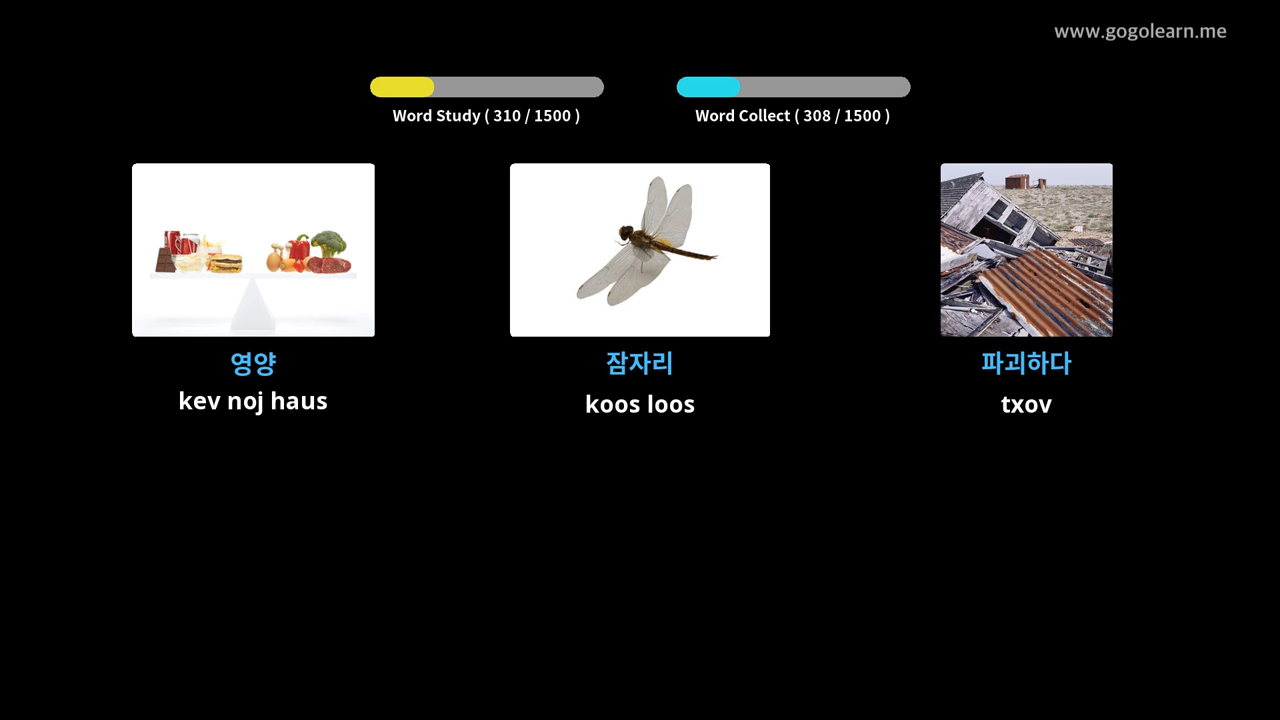 www.gogolearn.me
Word Study ( 310 / 1500 )
Word Collect ( 308 / 1500 )
영양
kev noj haus
잠자리
koos loos
파괴하다
txov